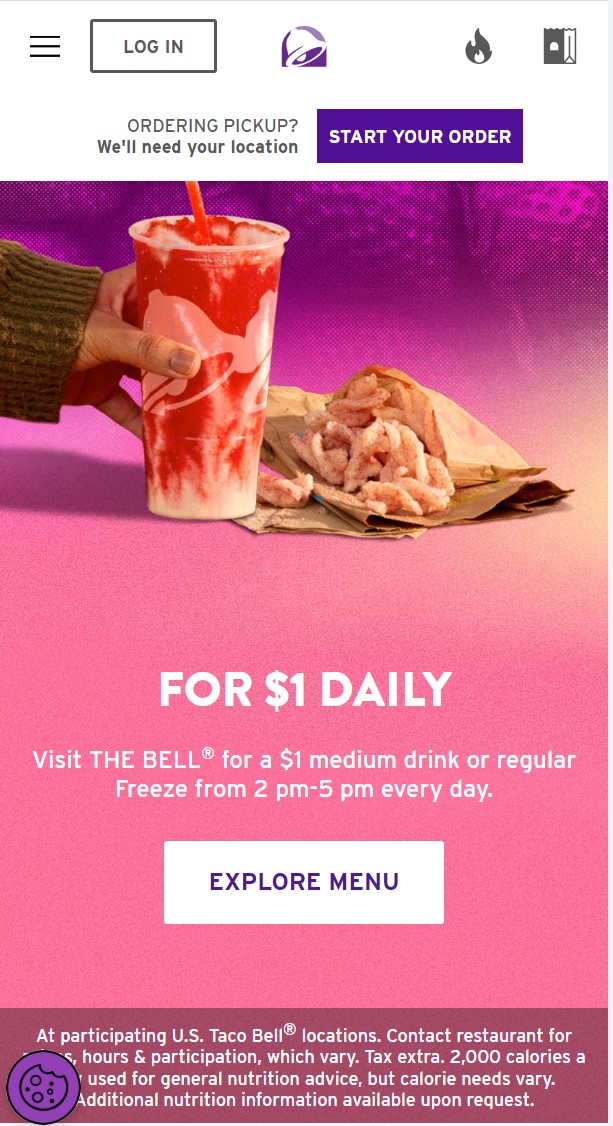 LOG IN
ORDERING PICKUP?
We'll need your location
START YOUR ORDER
FOR $1 DAILY
Visit THE BELL® for a $1 medium drink or regular
Freeze from 2 pm-5 pm every day.
EXPLORE MENU
At participating U.S. Taco Bell® locations. Contact restaurant for
hours & participation, which vary. Tax extra. 2,000 calories a
used for general nutrition advice, but calorie needs vary.
Additional nutrition information available upon request.